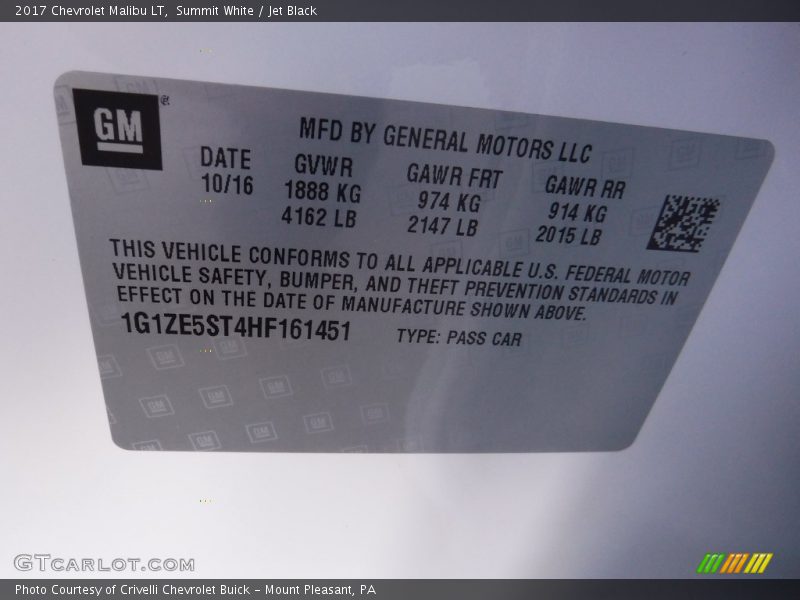 2017 Chevrolet Malibu LT, Summit White / Jet Black
GM
MFD BY GENERAL MOTORS LLC
DATE GVWR GAWR FRT GAWR RR
10/16 1888 KG 974 KG 914 KG
4162 LB 2147 LB 2015 LB
THIS VEHICLE CONFORMS TO ALL APPLICABLE U.S. FEDERAL MOTOR
VEHICLE SAFETY, BUMPER, AND THEFT PREVENTION STANDARDS IN
EFFECT ON THE DATE OF MANUFACTURE SHOWN ABOVE.
1G1ZE5ST4HF161451 TYPE: PASS CAR
GTCARLOT.COM
Photo Courtesy of Crivelli Chevrolet Buick - Mount Pleasant, PA